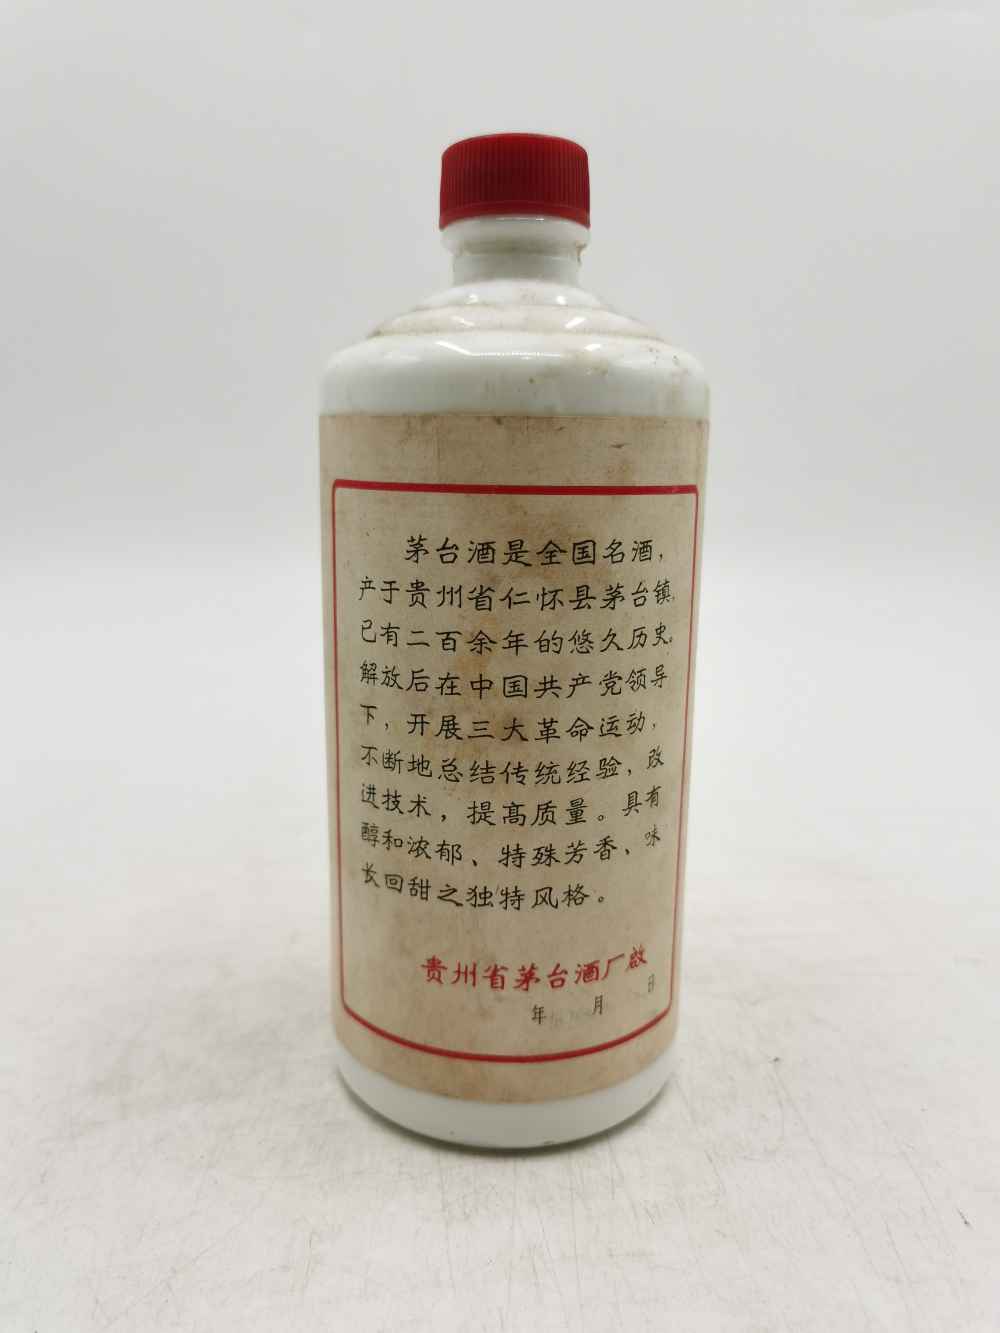 茅台酒是全国名酒，
产于贵州省仁怀县茅台镇，
已有二百余年的悠久历史。
解放后在中国共产党领导
下，开展三大革命运动，
不断地总结传统经验，改
进技术，提高质量。具有
醇和浓郁、特殊芳香、味
长回甜之独特风格。
贵州省茅台酒厂啟
年 月 日